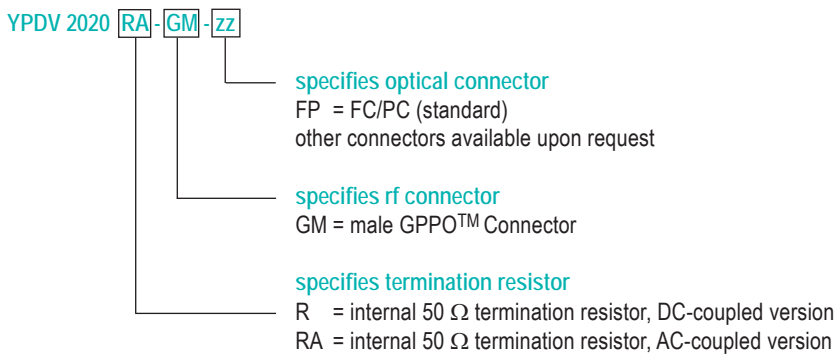 YPDV 2020 RA - GM - zz
specifies optical connector
FP = FC/PC (standard)
other connectors available upon request
specifies rf connector
GM = male GPPO™ Connector
specifies termination resistor
R = internal 50 Ω termination resistor, DC-coupled version
RA = internal 50 Ω termination resistor, AC-coupled version